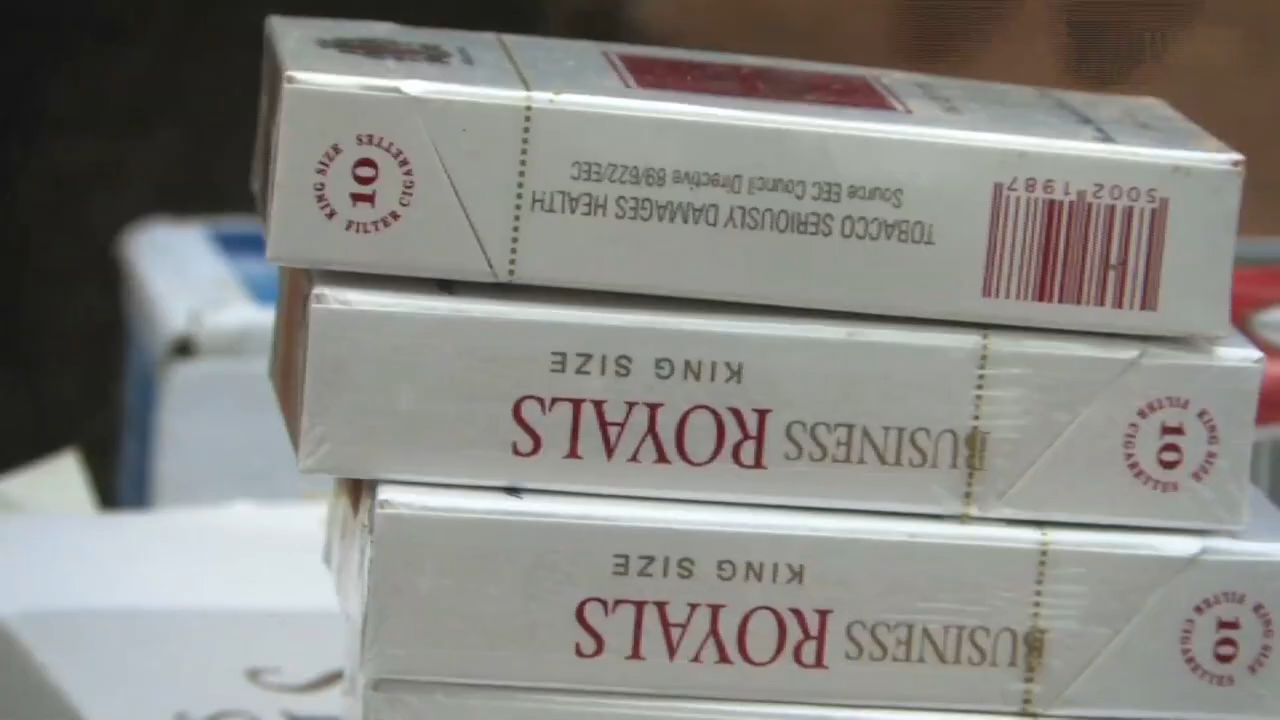 KING SIZE FILTER CIGARETTES
10
TOBACCO SERIOUSLY DAMAGES HEALTH
Source EEC Council Directive 89/622/EEC
5002 1987
BUSINESS ROYALS
KING SIZE
KING SIZE FILTER CIGARETTES
10
BUSINESS ROYALS
KING SIZE
KING SIZE FILTER CIGARETTES
10